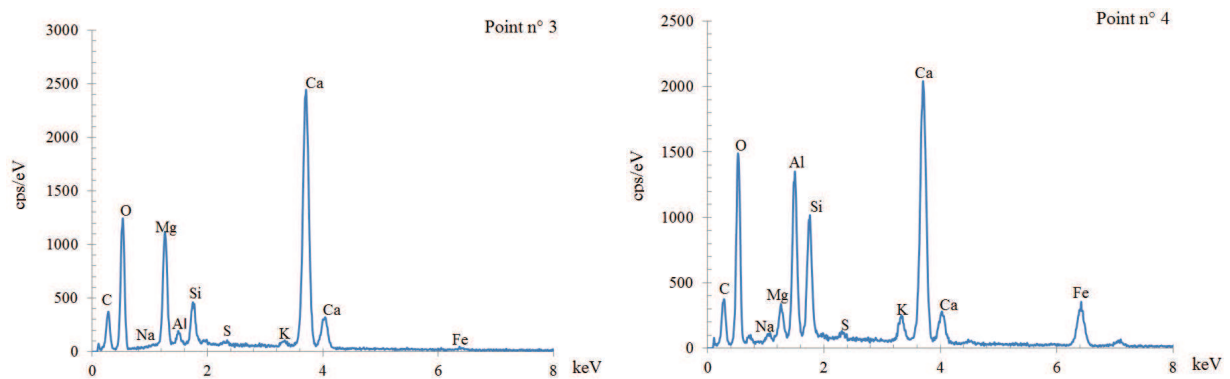 Point n° 3
cps/eV
3000
2500
2000
1500
1000
500
0
C
O
Na
Mg
Al
Si
S
K
Ca
Ca
Fe
0 2 4 6 8
keV
Point n° 4
cps/eV
2500
2000
1500
1000
500
0
C
O
Na
Mg
Al
Si
S
K
Ca
Ca
Fe
0 2 4 6 8
keV